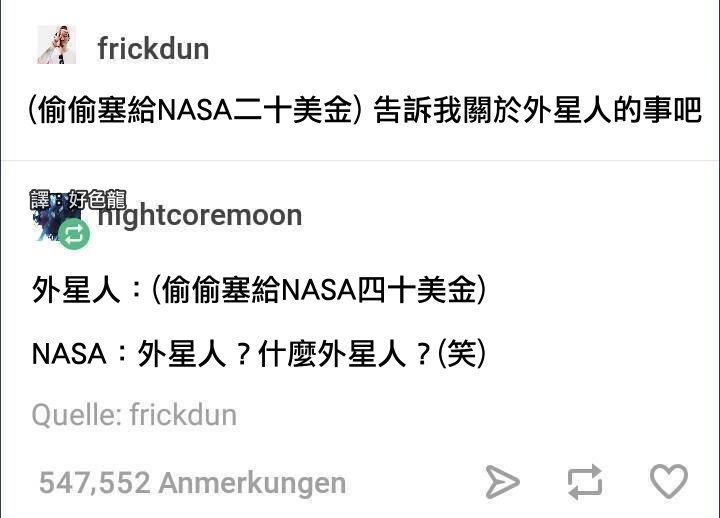 frickdun
(偷偷塞給NASA二十美金) 告訴我關於外星人的事吧
譯：好色龍
nightcoremoon
外星人：(偷偷塞給NASA四十美金)
NASA：外星人？什麼外星人？(笑)
Quelle: frickdun
547,552 Anmerkungen